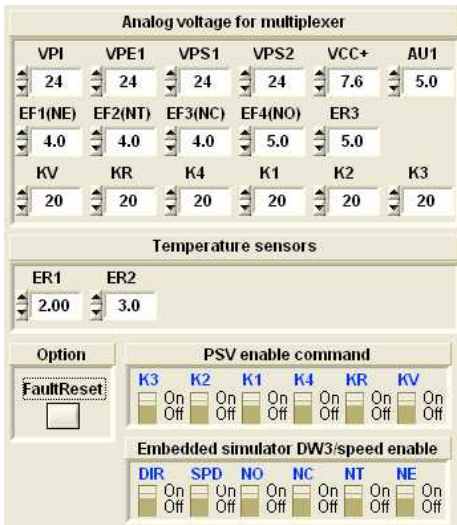 Analog voltage for multiplexer
VPI VPE1 VPS1 VPS2 VCC+ AU1
24 24 24 24 7.6 5.0
EF1(NE) EF2(NT) EF3(NC) EF4(NO) ER3
4.0 4.0 4.0 5.0 5.0
KV KR K4 K1 K2 K3
20 20 20 20 20 20
Temperature sensors
ER1 ER2
2.00 3.0
Option
FaultReset
PSV enable command
K3 K2 K1 K4 KR KV
On On On On On On
Off Off Off Off Off Off
Embedded simulator DW3/speed enable
DIR SPD NO NC NT NE
On On On On On On
Off Off Off Off Off Off